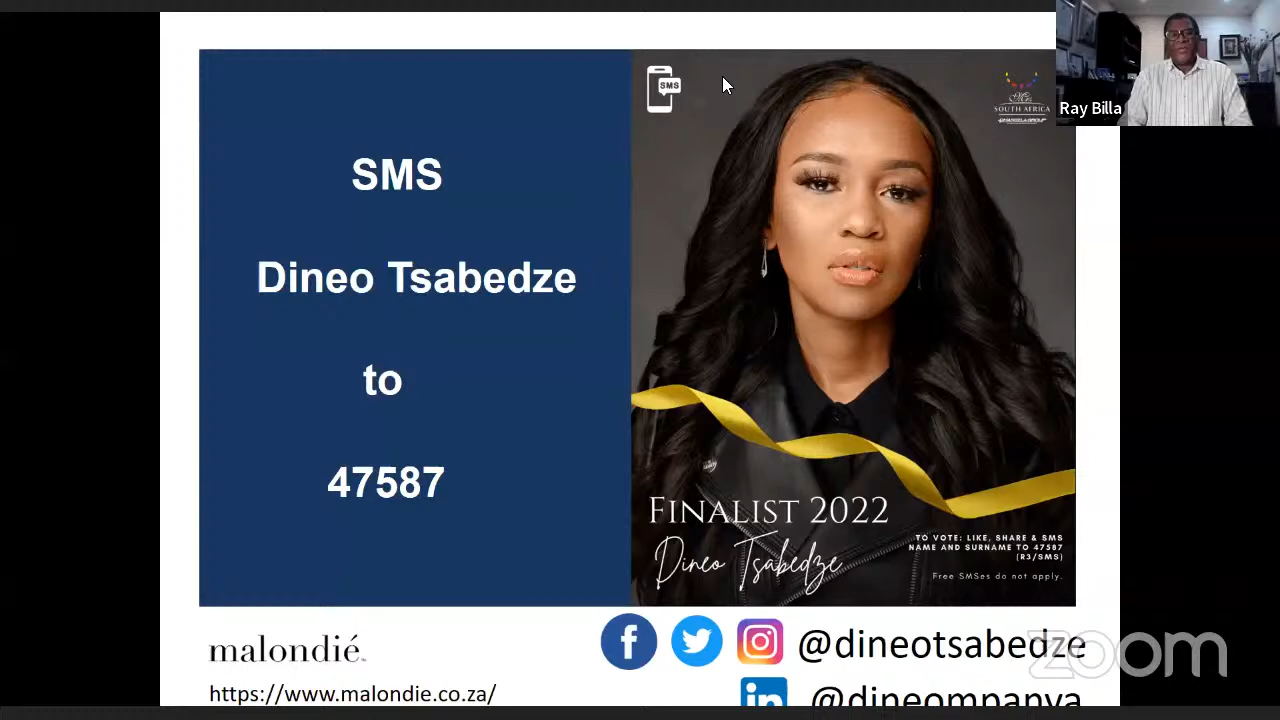 Ray Billa
SMS
SOUTH AFRICA
SMS
Dineo Tsabedze
to
47587
FINALIST 2022
Dineo Tsabedze
TO VOTE: LIKE, SHARE & SMS
NAME AND SURNAME TO 47587
(R3/SMS)
Free SMSes do not apply.
malondié
https://www.malondie.co.za/
@dineotsabedze
in @dineompanya
zoom